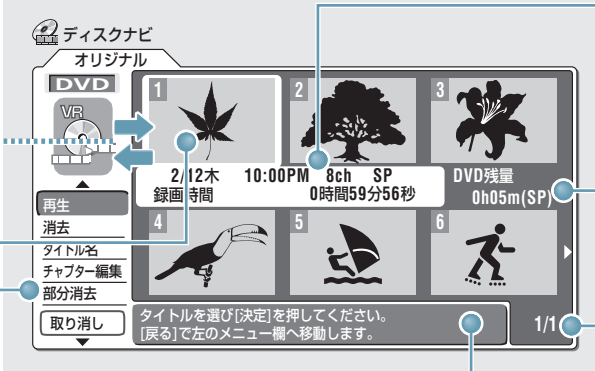 ディスクナビ
オリジナル
DVD
VR
再生
消去
タイトル名
チャプター編集
部分消去
取り消し
1
2
3
2/12木 10:00PM 8ch SP
録画時間 0時間59分56秒
DVD残量
0h05m(SP)
4
5
6
タイトルを選び[決定]を押してください。
[戻る]で左のメニュー欄へ移動します。
1/1